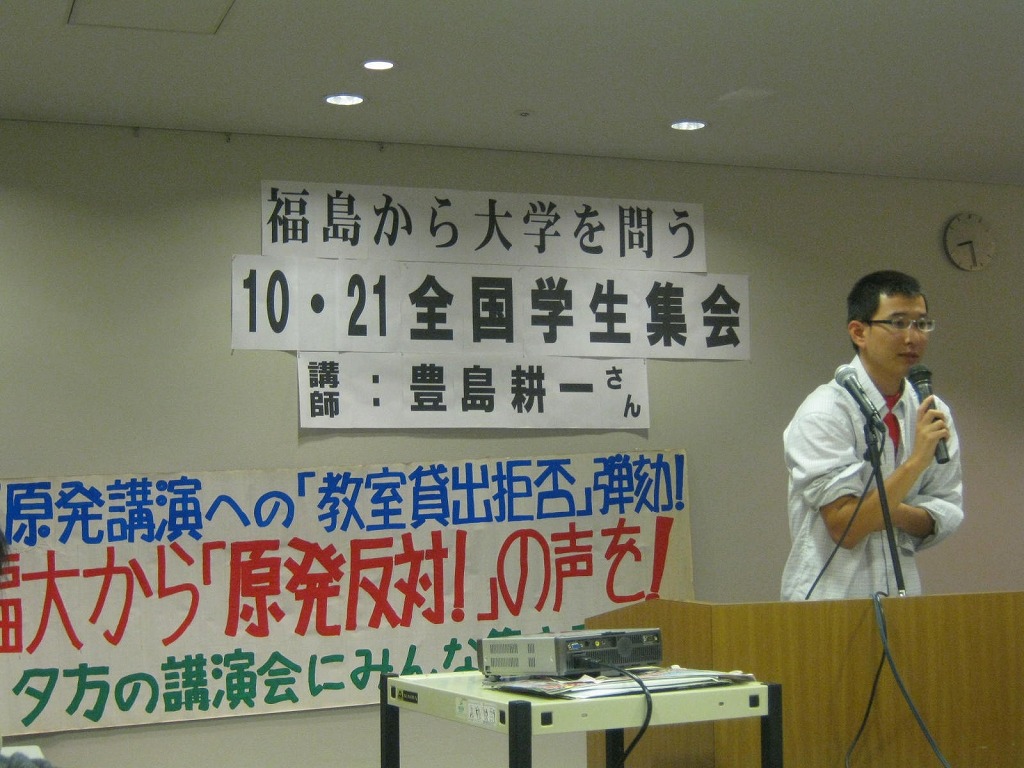 福島から大学を問う
10・21全国学生集会
講師：豊島耕一さん
原発講演への「教室貸出拒否」弾劾!
福大から「原発反対!」の声を!
夕方の講演会にみんな